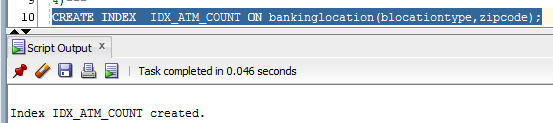 10 CREATE INDEX  IDX_ATM_COUNT ON bankinglocation(blocationtype,zipcode);
Script Output x
Task completed in 0.046 seconds
Index IDX_ATM_COUNT created.